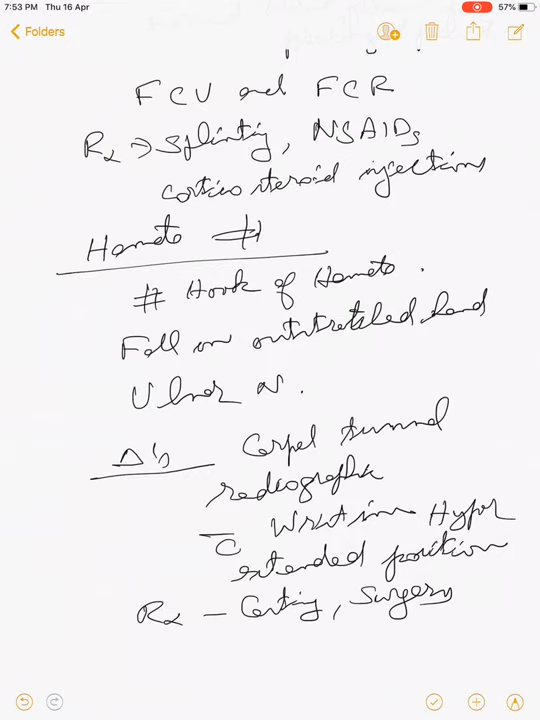 7:53 PM Thu 16 Apr
57%
Folders
FCU and FCR
Rx → Splinting, NSAIDs
corticosteroid injections
Hamate #
# Hook of Hamate.
Fall on outstretched hand
Ulnar N.
Δ's Carpal tunnel
radiographs
c̄ Wrist in Hyper
extended position
Rx – Casting, Surgery